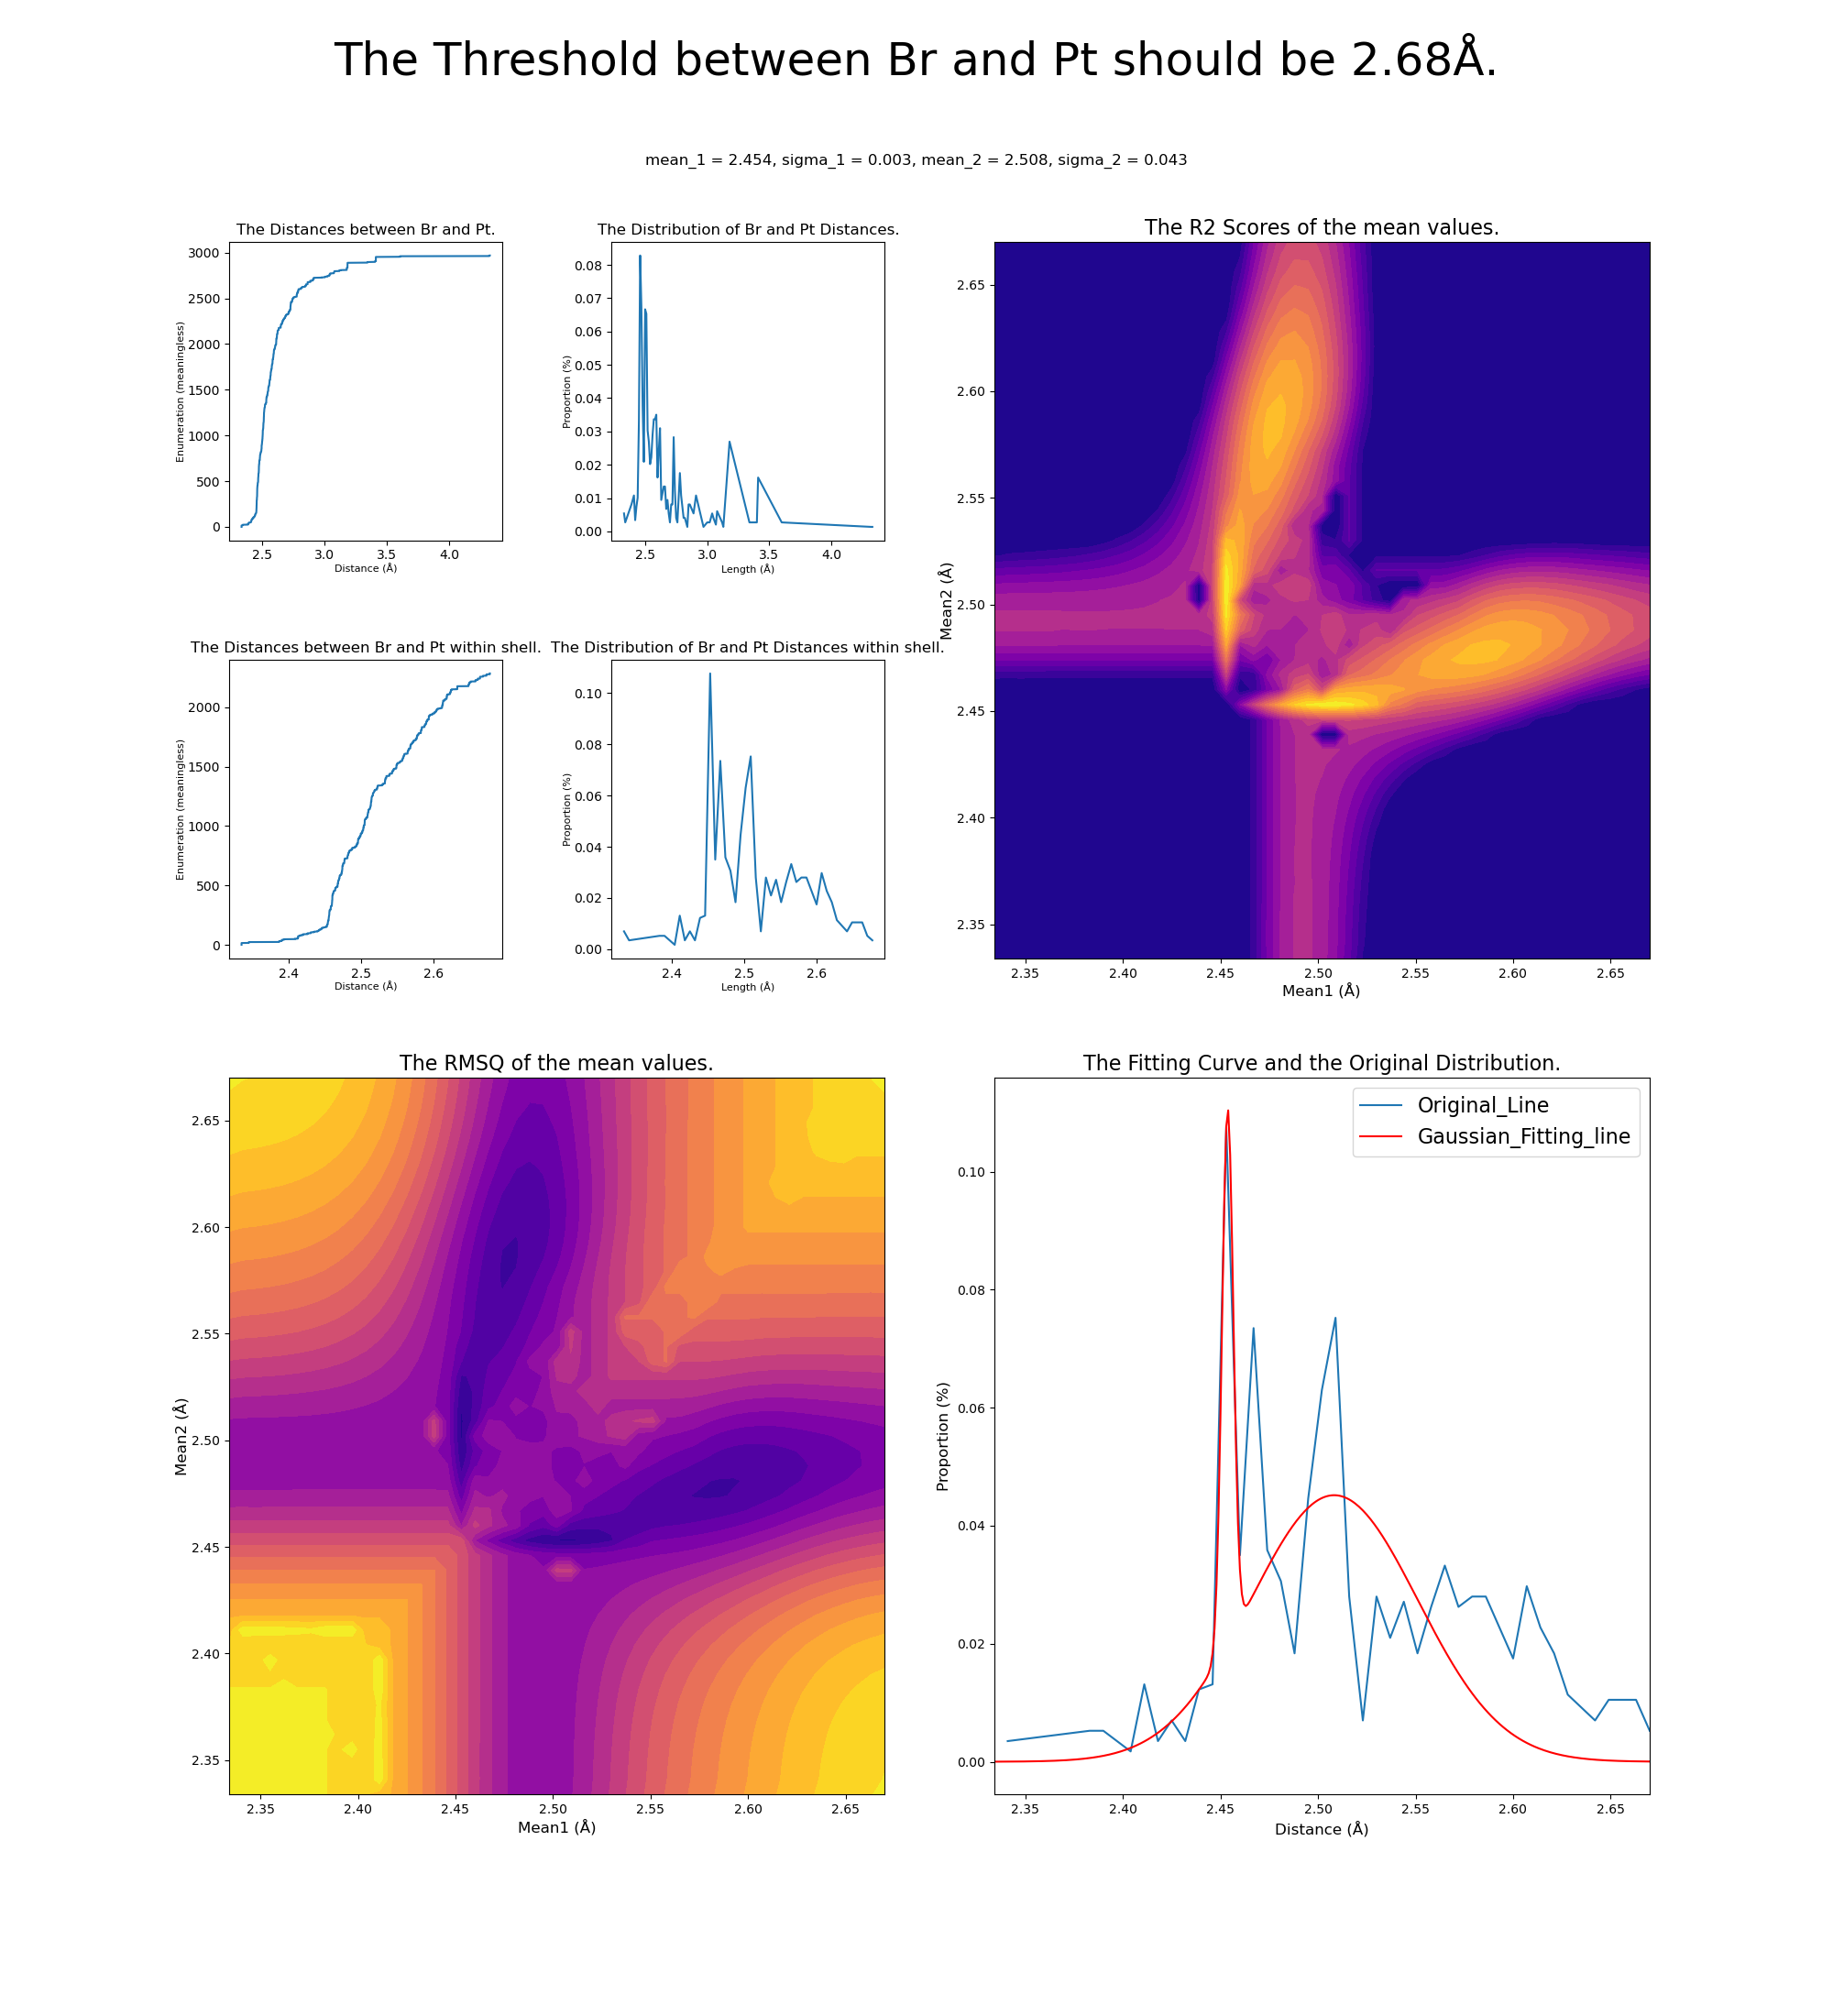 The Threshold between Br and Pt should be 2.68Å.
mean_1 = 2.454, sigma_1 = 0.003, mean_2 = 2.508, sigma_2 = 0.043
The Distances between Br and Pt.
3000
2500
2000
1500
1000
500
0
Enumeration (meaningless)
2.5 3.0 3.5 4.0
Distance (Å)
The Distribution of Br and Pt Distances.
0.08
0.07
0.06
0.05
0.04
0.03
0.02
0.01
0.00
Proportion (%)
2.5 3.0 3.5 4.0
Length (Å)
The R2 Scores of the mean values.
2.65
2.60
2.55
2.50
2.45
2.40
2.35
Mean2 (Å)
2.35 2.40 2.45 2.50 2.55 2.60 2.65
Mean1 (Å)
The Distances between Br and Pt within shell.
2000
1500
1000
500
0
Enumeration (meaningless)
2.4 2.5 2.6
Distance (Å)
The Distribution of Br and Pt Distances within shell.
0.10
0.08
0.06
0.04
0.02
0.00
Proportion (%)
2.4 2.5 2.6
Length (Å)
The RMSQ of the mean values.
2.65
2.60
2.55
2.50
2.45
2.40
2.35
Mean2 (Å)
2.35 2.40 2.45 2.50 2.55 2.60 2.65
Mean1 (Å)
The Fitting Curve and the Original Distribution.
Original_Line
Gaussian_Fitting_line
0.10
0.08
0.06
0.04
0.02
0.00
Proportion (%)
2.35 2.40 2.45 2.50 2.55 2.60 2.65
Distance (Å)